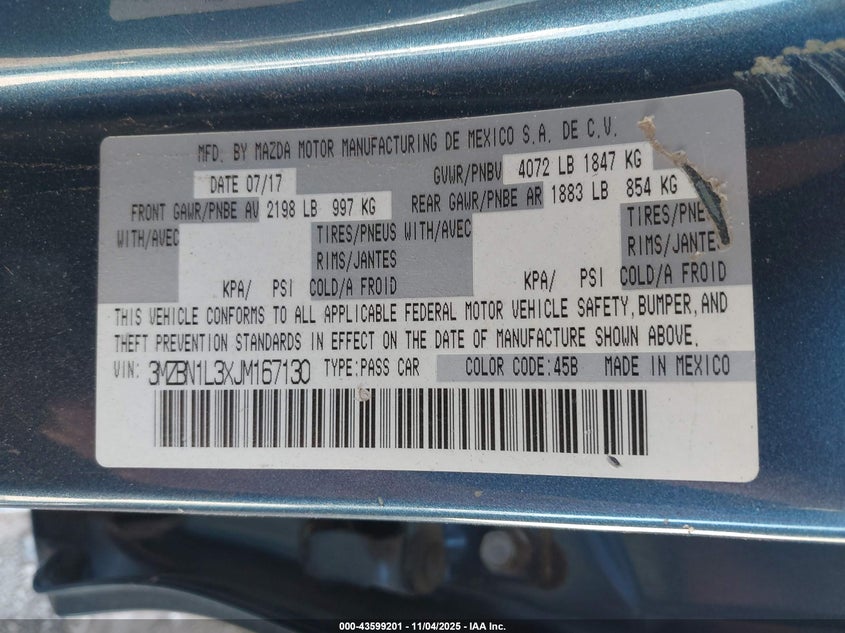 MFD. BY MAZDA MOTOR MANUFACTURING DE MEXICO S.A. DE C.V.
DATE 07/17 GVWR/PNBV 4072 LB 1847 KG
FRONT GAWR/PNBE AV 2198 LB 997 KG REAR GAWR/PNBE AR 1883 LB 854 KG
WITH/AVEC TIRES/PNEUS WITH/AVEC TIRES/PNEUS
RIMS/JANTES RIMS/JANTES
KPA/ PSI COLD/A FROID KPA/ PSI COLD/A FROID
THIS VEHICLE CONFORMS TO ALL APPLICABLE FEDERAL MOTOR VEHICLE SAFETY, BUMPER, AND
THEFT PREVENTION STANDARDS IN EFFECT ON THE DATE OF MANUFACTURE SHOWN ABOVE.
VIN: 3MZBN1L3XJM167130 TYPE:PASS CAR COLOR CODE:45B MADE IN MEXICO
000-43599201 - 11/04/2025 - IAA Inc.